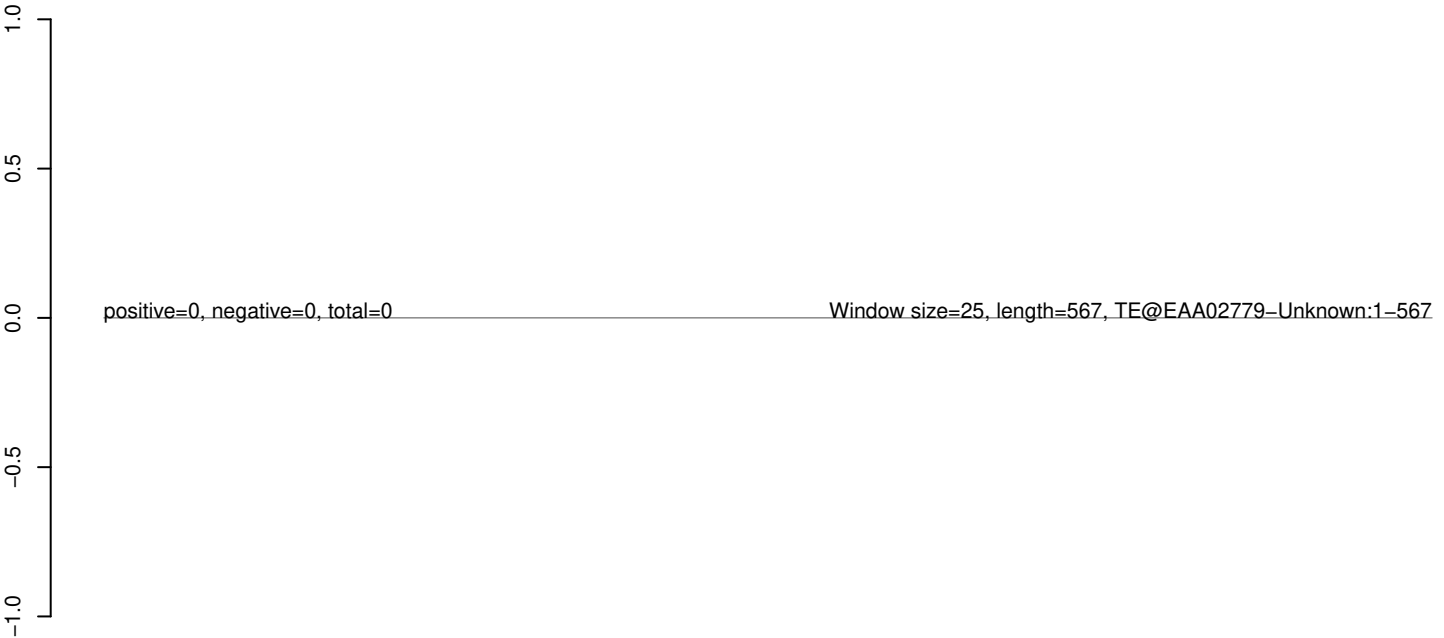 1.0
0.5
0.0
−0.5
−1.0
positive=0, negative=0, total=0
Window size=25, length=567, TE@EAA02779−Unknown:1−567